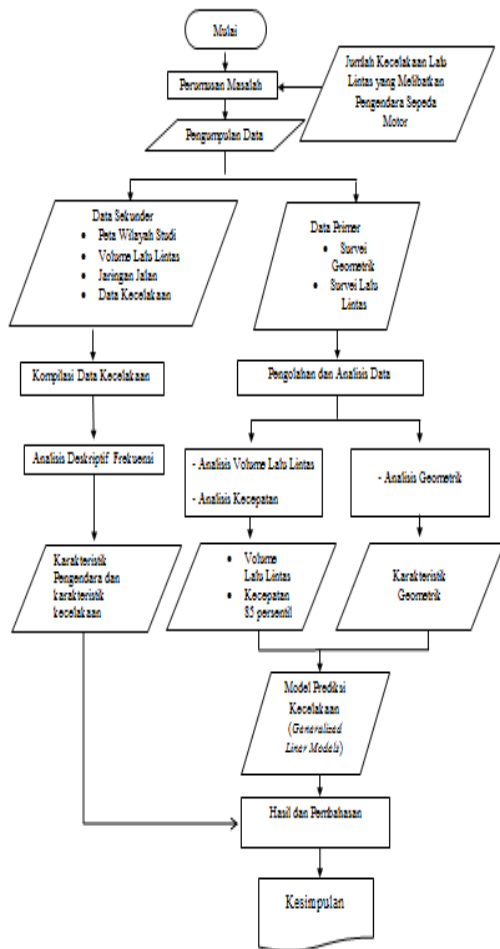 Mulai
Perumusan Masalah
Jumlah Kecelakaan Lalu
Lintas yang Melibatkan
Pengendara Sepeda
Motor
Pengumpulan Data
Data Sekunder
• Peta Wilayah Studi
• Volume Lalu Lintas
• Jaringan Jalan
• Data Kecelakaan
Data Primer
• Survei
Geometrik
• Survei Lalu
Lintas
Kompilasi Data Kecelakaan
Pengolahan dan Analisis Data
Analisis Deskriptif Frekuensi
- Analisis Volume Lalu Lintas
- Analisis Kecepatan
- Analisis Geometrik
Karakteristik
Pengendara dan
karakteristik
kecelakaan
• Volume
Lalu Lintas
• Kecepatan
85 persentil
Karakteristik
Geometrik
Model Prediksi
Kecelakaan
(Generalized
Liner Models)
Hasil dan Pembahasan
Kesimpulan